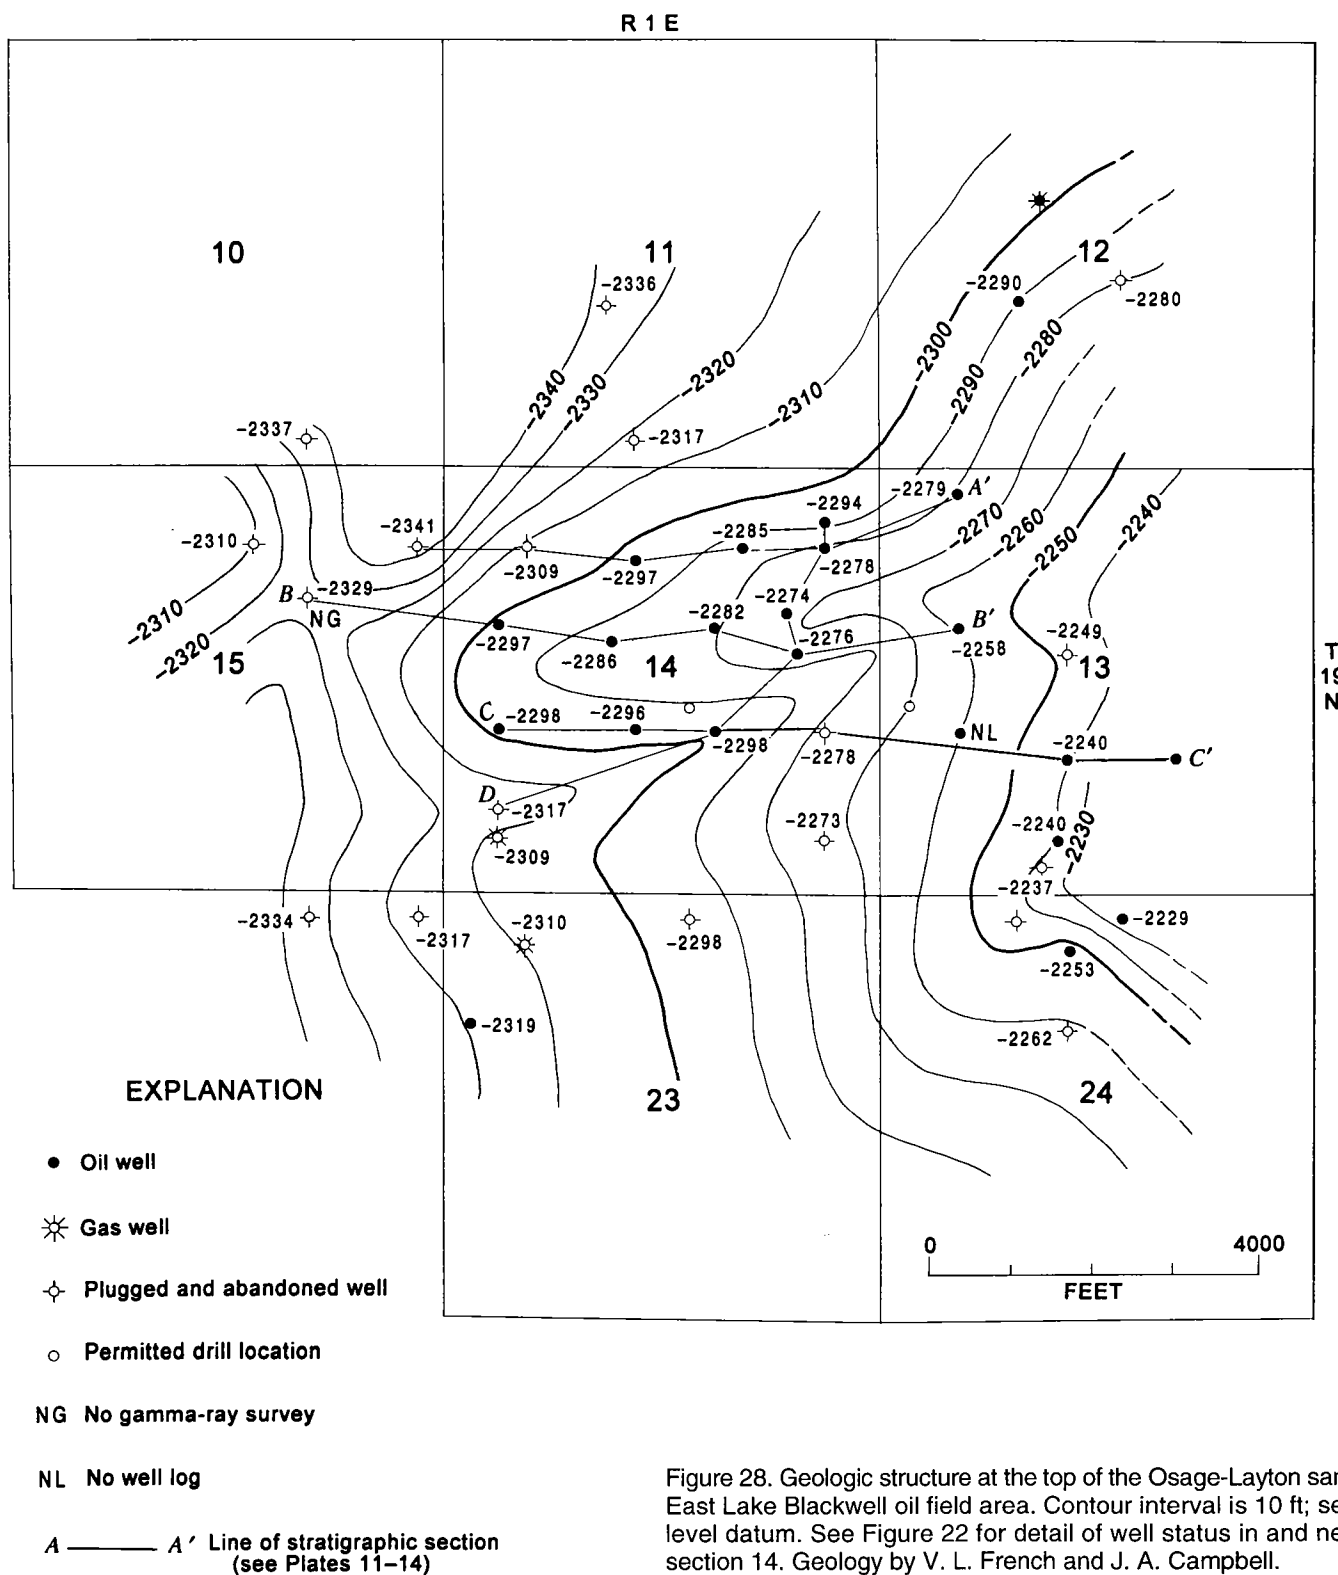 R 1 E
10
11
12
-2336
-2290
-2280
-2300
-2280
-2290
-2320
-2340
-2330
-2310
-2337
-2317
-2279 A'
-2294
-2270
-2260
-2250
-2240
-2310
-2341
-2309
-2285
-2297
-2278
-2310
-2320
B -2329
NG
-2274
-2282
B'
-2297
-2286
-2276
-2258
-2249
15
14
13
T
19
N
C -2298
-2296
-2298
-2278
NL
-2240
C'
D -2317
-2309
-2273
-2240
-2230
-2237
-2334
-2317
-2310
-2298
-2229
-2253
-2319
-2262
23
24
EXPLANATION
Oil well
Gas well
Plugged and abandoned well
Permitted drill location
NG No gamma-ray survey
NL No well log
A A' Line of stratigraphic section
(see Plates 11–14)
0 4000
FEET
Figure 28. Geologic structure at the top of the Osage-Layton sar
East Lake Blackwell oil field area. Contour interval is 10 ft; se
level datum. See Figure 22 for detail of well status in and ne
section 14. Geology by V. L. French and J. A. Campbell.